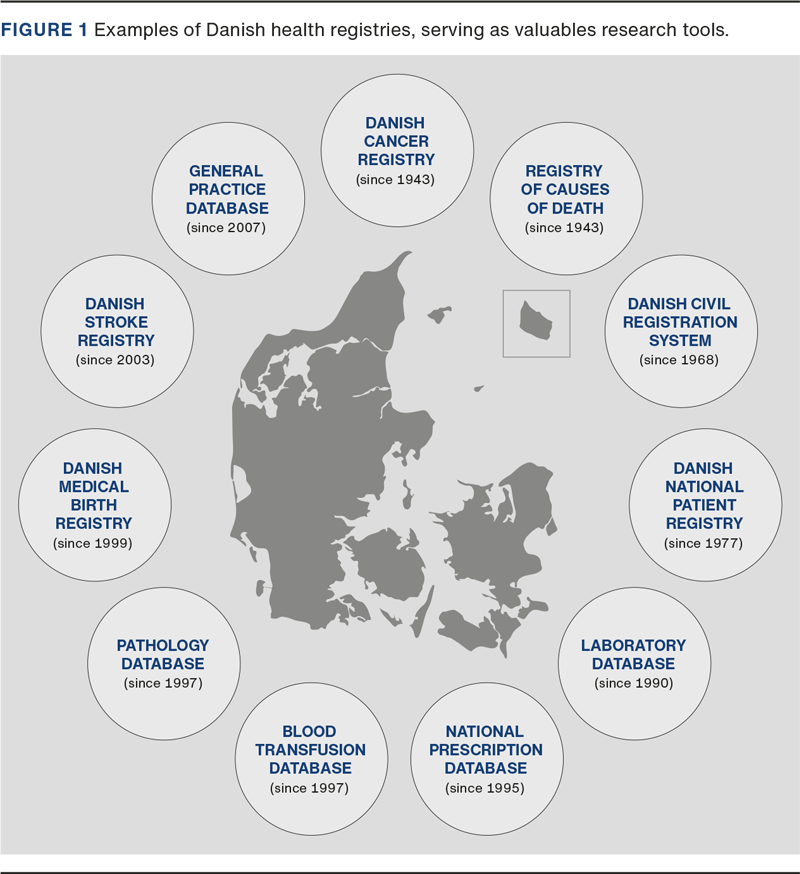 FIGURE 1 Examples of Danish health registries, serving as valuables research tools.
DANISH
CANCER
REGISTRY
(since 1943)
REGISTRY
OF CAUSES
OF DEATH
(since 1943)
DANISH CIVIL
REGISTRATION
SYSTEM
(since 1968)
DANISH
NATIONAL
PATIENT
REGISTRY
(since 1977)
LABORATORY
DATABASE
(since 1990)
NATIONAL
PRESCRIPTION
DATABASE
(since 1995)
BLOOD
TRANSFUSION
DATABASE
(since 1997)
PATHOLOGY
DATABASE
(since 1997)
DANISH
MEDICAL
BIRTH
REGISTRY
(since 1999)
DANISH
STROKE
REGISTRY
(since 2003)
GENERAL
PRACTICE
DATABASE
(since 2007)